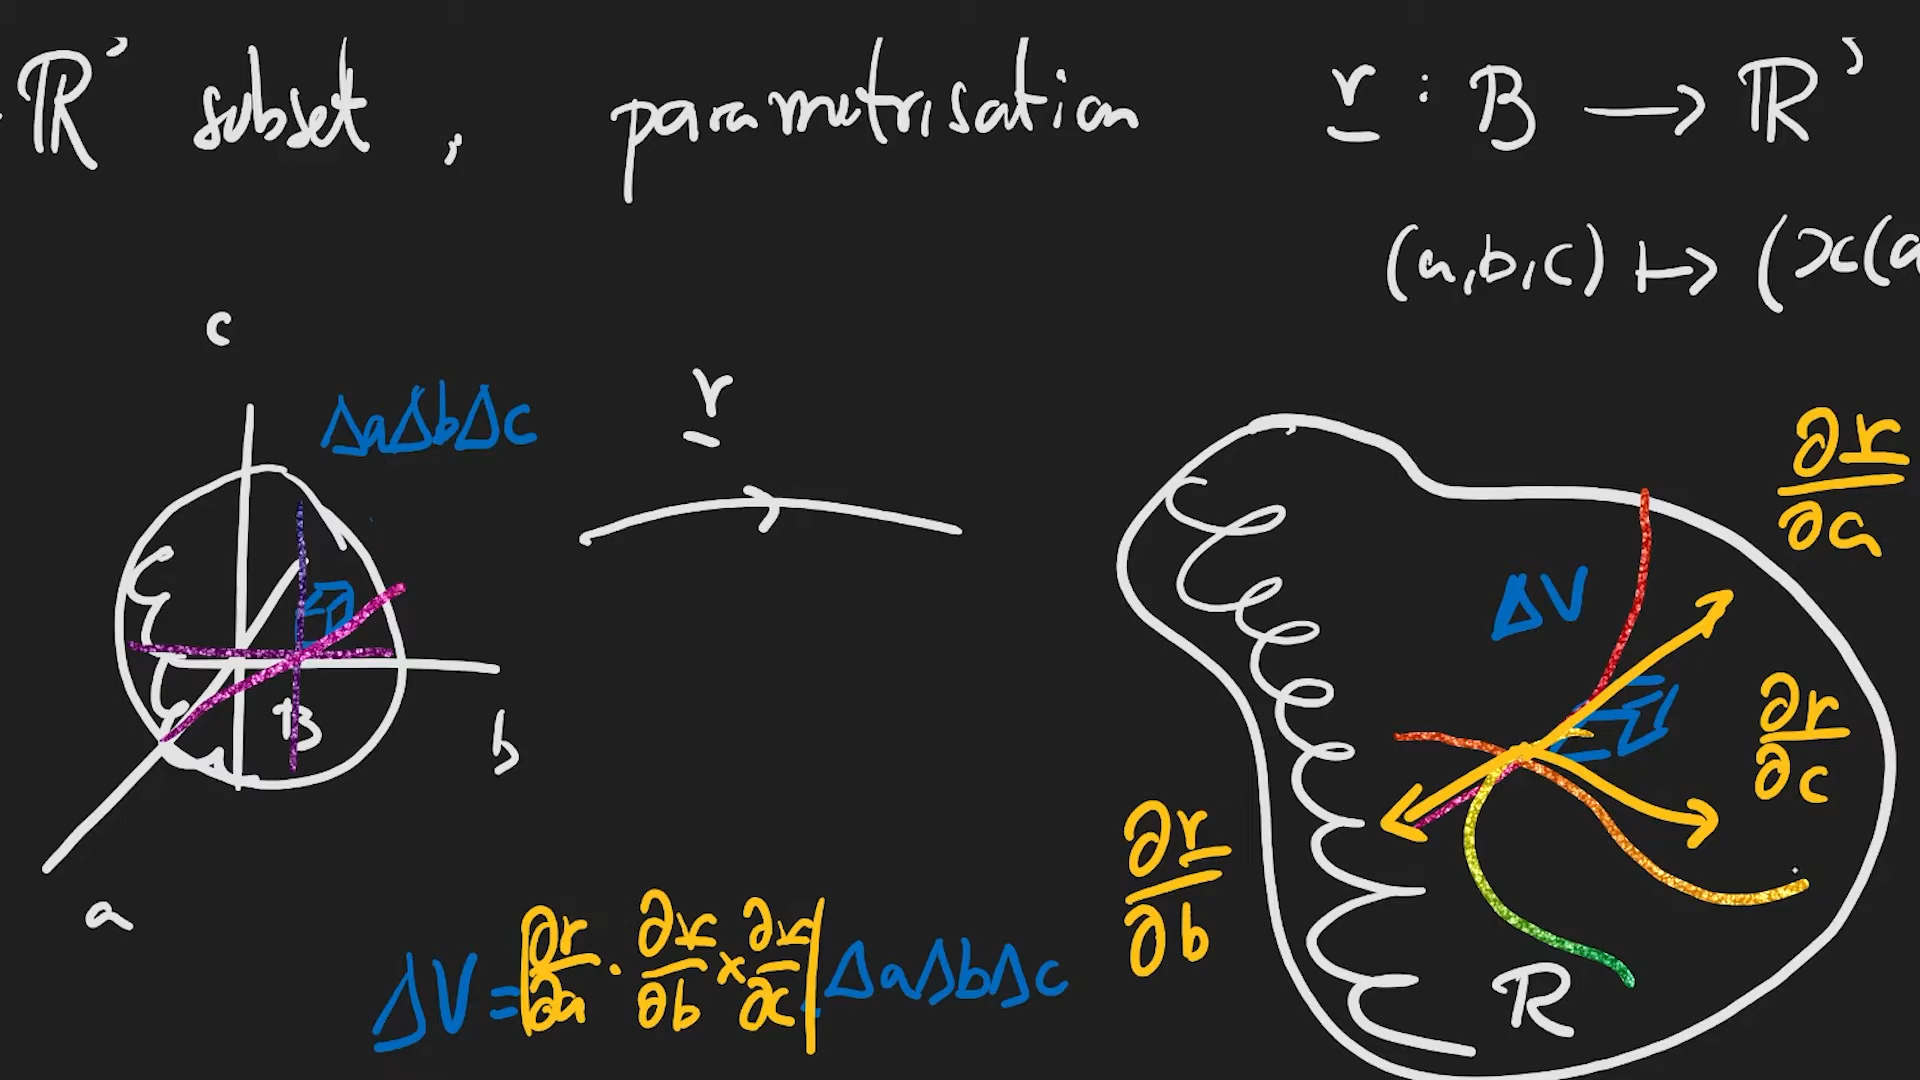 ℝ³ subset, parametrisation r : B → ℝ³
(a,b,c) ↦ (x(a
c
ΔaΔbΔc
r
∂r/∂a
ΔV
∂r/∂c
B
b
a
∂r/∂b
ΔV = |∂r/∂a · ∂r/∂b × ∂r/∂c| ΔaΔbΔc
R